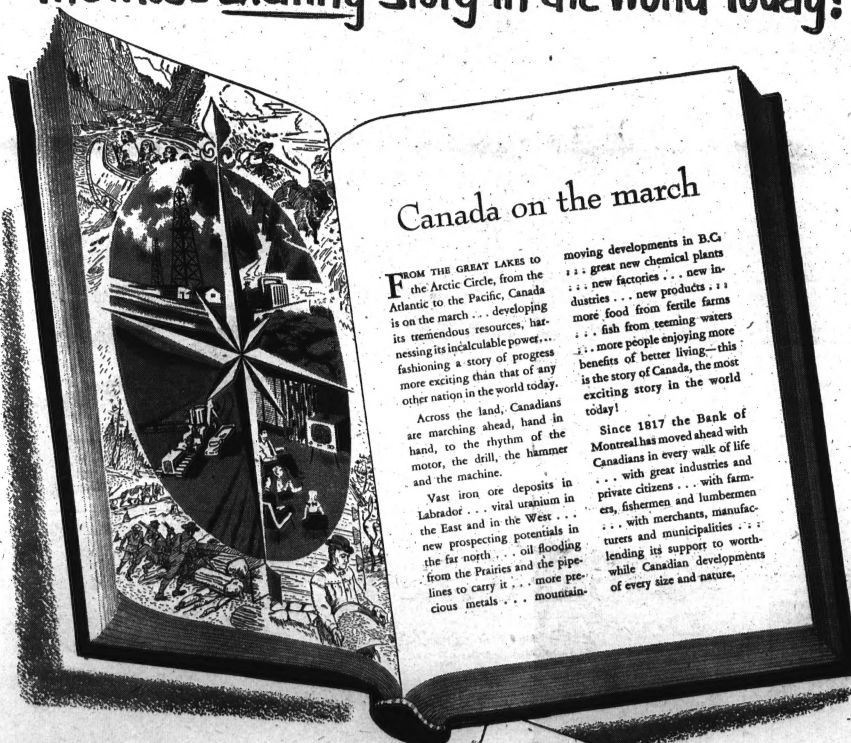 The most exciting story in the world today!
Canada on the march
FROM THE GREAT LAKES to
the Arctic Circle, from the
Atlantic to the Pacific, Canada
is on the march . . . developing
its tremendous resources, har-
nessing its incalculable power,..
fashioning a story of progress
more exciting than that of any
other nation in the world today.
Across the land, Canadians
are marching ahead, hand in
hand, to the rhythm of the
motor, the drill, the hammer
and the machine.
Vast iron ore deposits in
Labrador . . . vital uranium in
the East and in the West . . .
new prospecting potentials in
the far north . . . oil flooding
from the Prairies and the pipe-
lines to carry it . . . more pre-
cious metals . . . mountain-
moving developments in B.C.
. . . great new chemical plants
. . . new factories . . . new in-
dustries . . . new products . . .
more food from fertile farms
. . . fish from teeming waters
. . . more people enjoying more
benefits of better living—this
is the story of Canada, the most
exciting story in the world
today!
Since 1817 the Bank of
Montreal has moved ahead with
Canadians in every walk of life
. . . with great industries and
private citizens . . . with farm-
ers, fishermen and lumbermen
. . . with merchants, manufac-
turers and municipalities . . .
lending its support to worth-
while Canadian developments
of every size and nature.